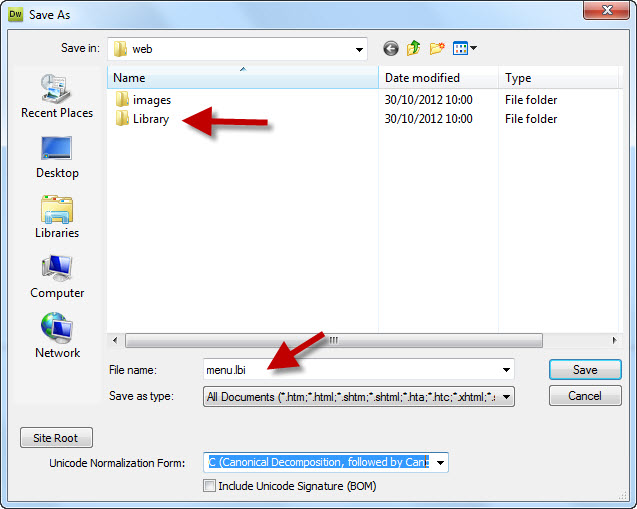 Dw Save As
Save in: web
Name Date modified Type
images 30/10/2012 10:00 File folder
Library 30/10/2012 10:00 File folder
Recent Places
Desktop
Libraries
Computer
Network
File name: menu.lbi Save
Save as type: All Documents (*.htm;*.html;*.shtm;*.shtml;*.hta;*.htc;*.xhtml;*. Cancel
Site Root
Unicode Normalization Form: C (Canonical Decomposition, followed by Can
Include Unicode Signature (BOM)